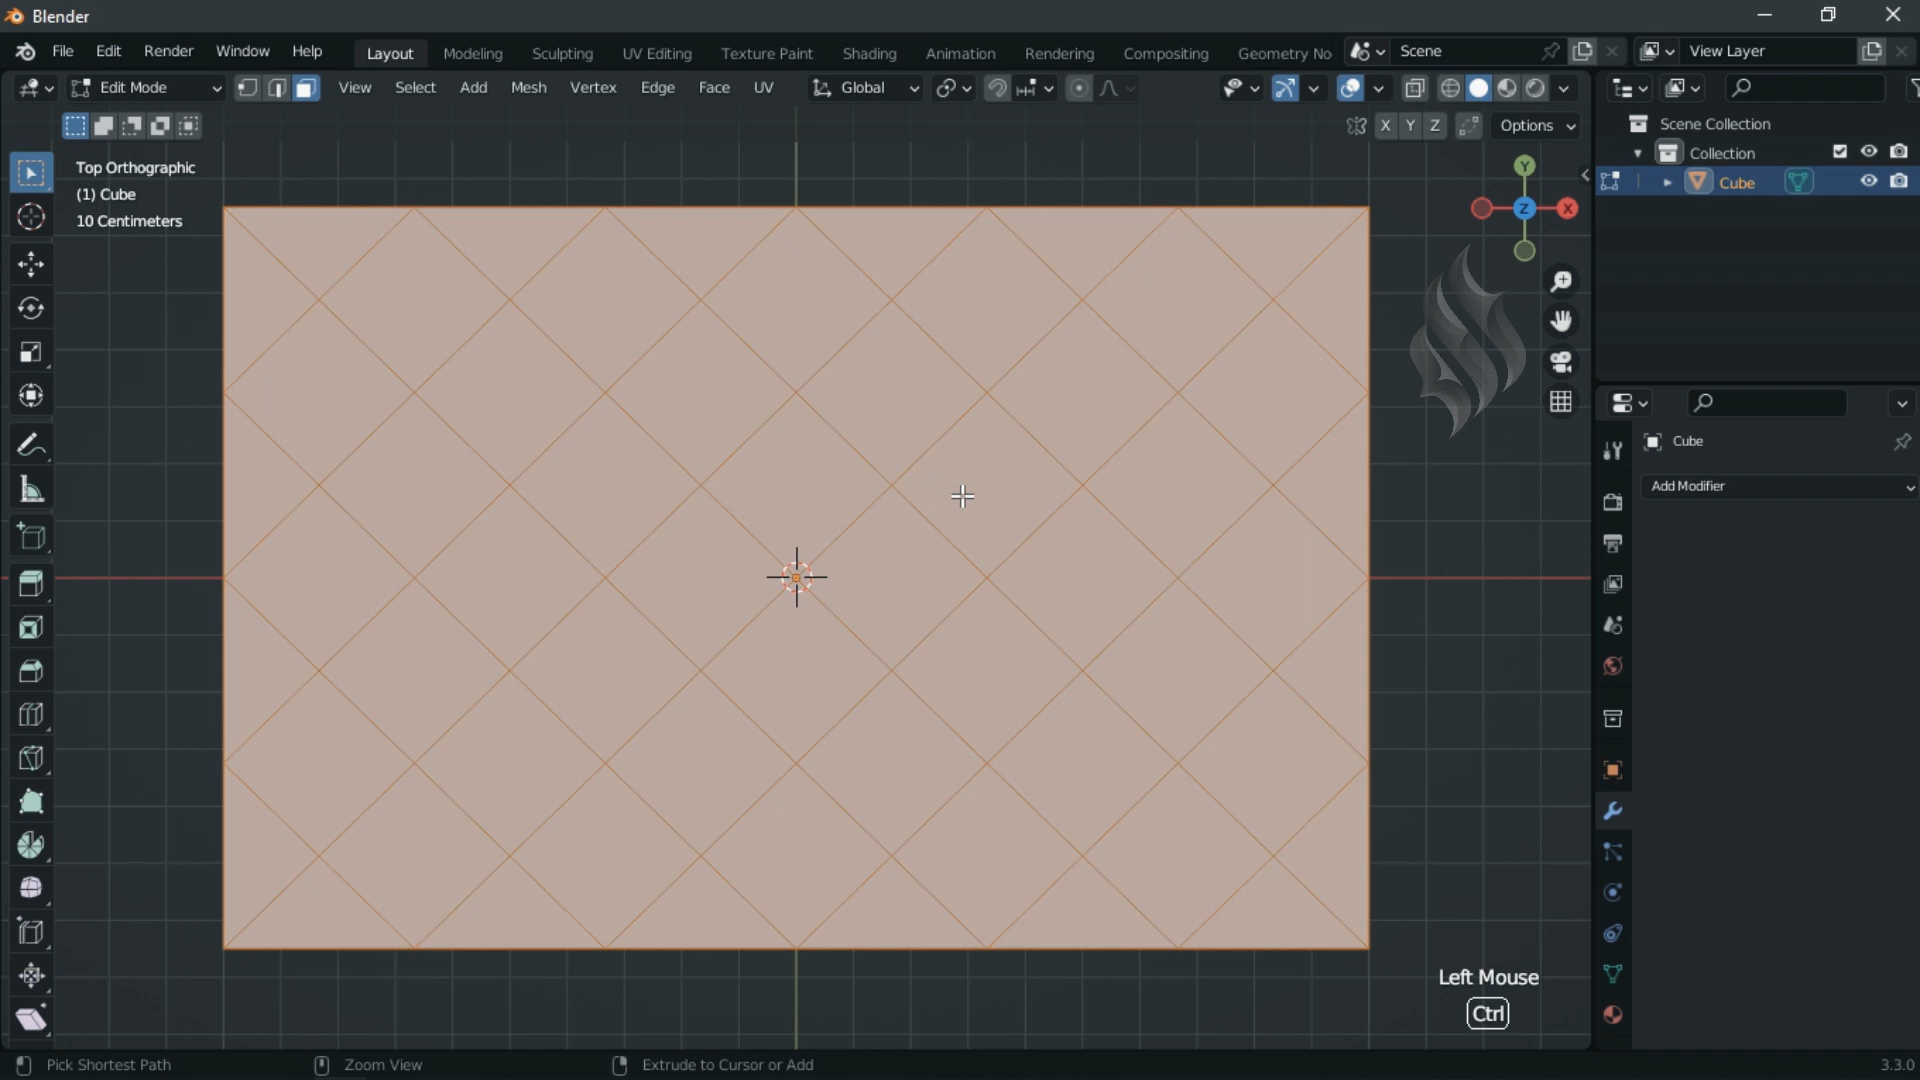 Blender
File Edit Render Window Help Layout Modeling Sculpting UV Editing Texture Paint Shading Animation Rendering Compositing Geometry No Scene View Layer
Edit Mode View Select Add Mesh Vertex Edge Face UV Global
X Y Z Options
Scene Collection
Collection
Cube
Top Orthographic
(1) Cube
10 Centimeters
Y
Z X
Cube
Add Modifier
Left Mouse
Ctrl
Pick Shortest Path Zoom View Extrude to Cursor or Add 3.3.0